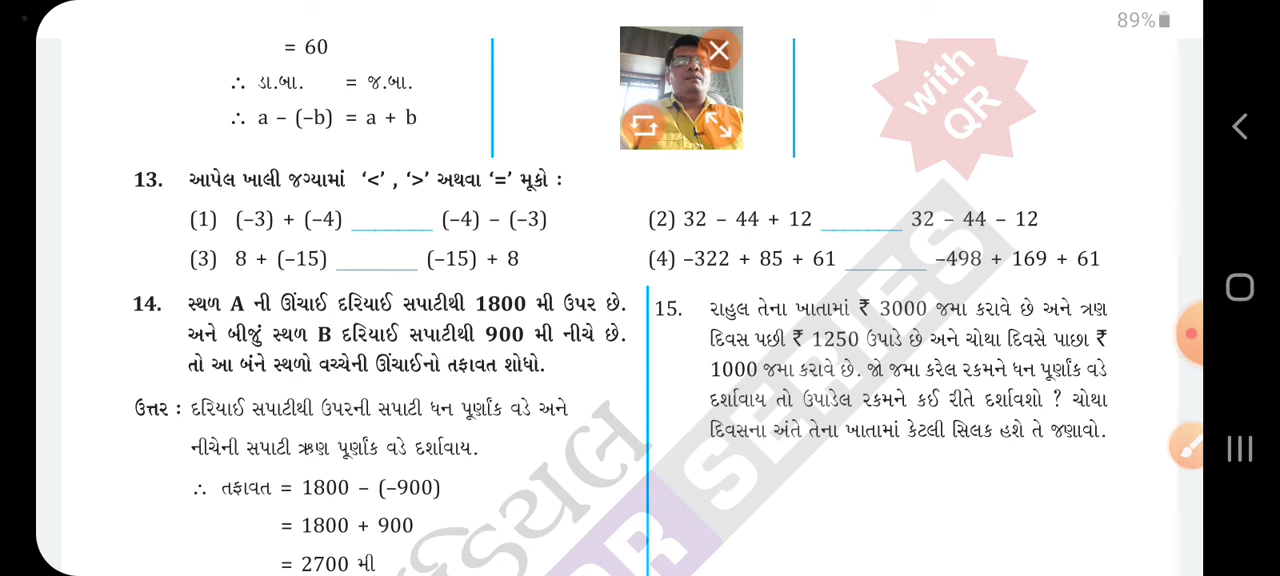 89%
= 60
∴ ડા.બા. = જ.બા.
∴ a – (–b) = a + b
with
QR
13. આપેલ ખાલી જગ્યામાં ‘<’ , ‘>’ અથવા ‘=’ મૂકો :
(1) (–3) + (–4) ________ (–4) – (–3)
(2) 32 – 44 + 12 ________ 32 – 44 – 12
(3) 8 + (–15) ________ (–15) + 8
(4) –322 + 85 + 61 ________ –498 + 169 + 61
14. સ્થળ A ની ઊંચાઈ દરિયાઈ સપાટીથી 1800 મી ઉપર છે.
અને બીજું સ્થળ B દરિયાઈ સપાટીથી 900 મી નીચે છે.
તો આ બંને સ્થળો વચ્ચેની ઊંચાઈનો તફાવત શોધો.
ઉત્તર : દરિયાઈ સપાટીથી ઉપરની સપાટી ધન પૂર્ણાંક વડે અને
નીચેની સપાટી ઋણ પૂર્ણાંક વડે દર્શાવાય.
∴ તફાવત = 1800 – (–900)
= 1800 + 900
= 2700 મી
15. રાહુલ તેના ખાતામાં ₹ 3000 જમા કરાવે છે અને ત્રણ
દિવસ પછી ₹ 1250 ઉપાડે છે અને ચોથા દિવસે પાછા ₹
1000 જમા કરાવે છે. જો જમા કરેલ રકમને ધન પૂર્ણાંક વડે
દર્શાવાય તો ઉપાડેલ રકમને કઈ રીતે દર્શાવશો ? ચોથા
દિવસના અંતે તેના ખાતામાં કેટલી સિલક હશે તે જણાવો.
SERIES